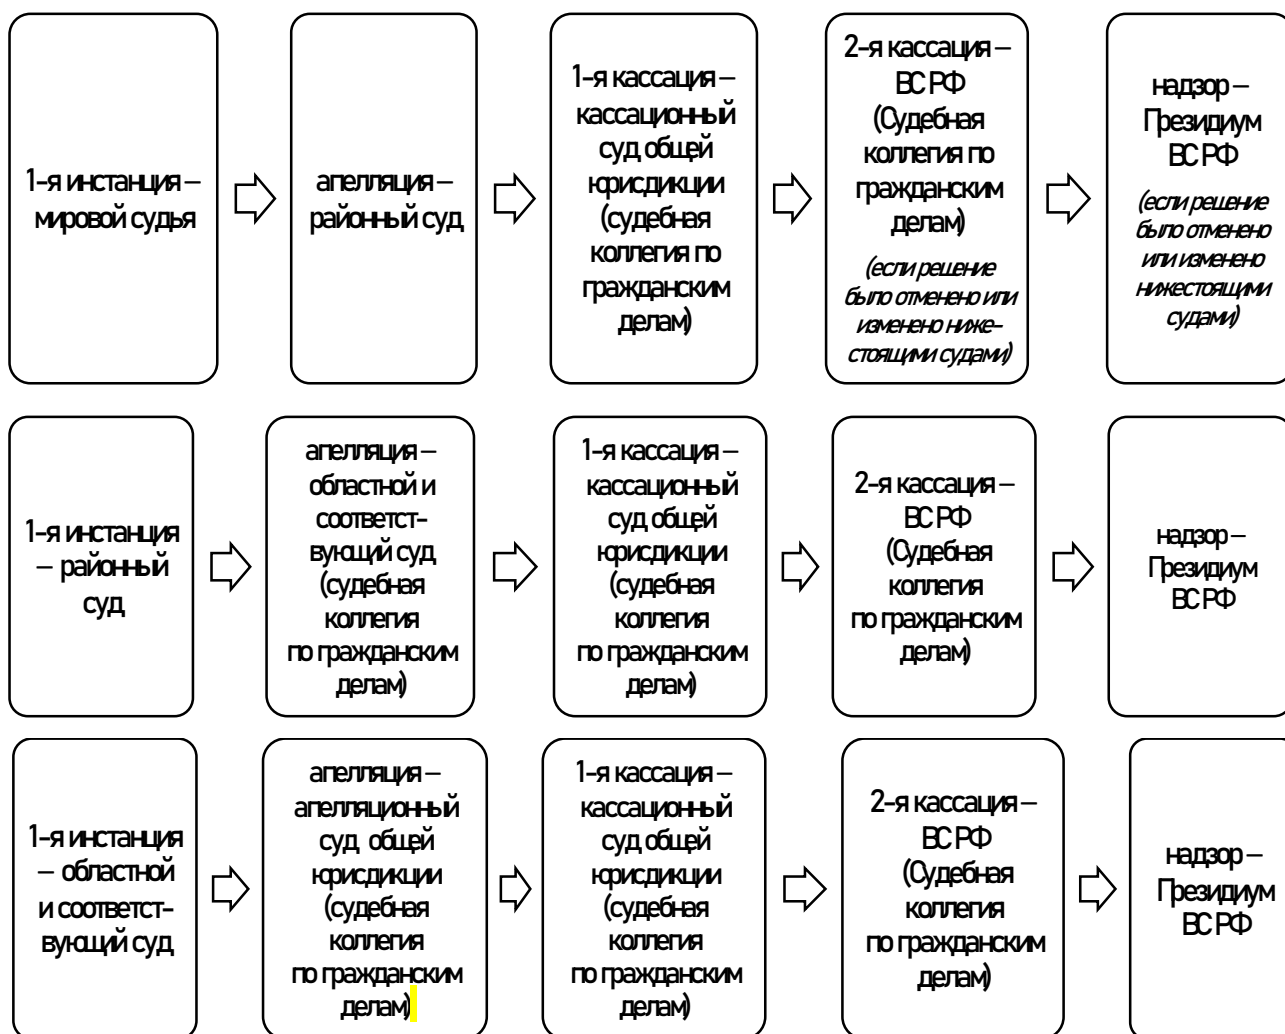 1-я инстанция –
мировой судья
апелляция –
районный суд
1-я кассация –
кассационный
суд общей
юрисдикции
(судебная
коллегия по
гражданским
делам)
2-я кассация –
ВС РФ
(Судебная
коллегия по
гражданским
делам)
(если решение
было отменено или
изменено ниже-
стоящими судами)
надзор –
Президиум
ВС РФ
(если решение
было отменено
или изменено
нижестоящими
судами)
1-я инстанция
– районный
суд
апелляция –
областной и
соответст-
вующий суд
(судебная
коллегия
по гражданским
делам)
1-я кассация –
кассационный
суд общей
юрисдикции
(судебная
коллегия
по гражданским
делам)
2-я кассация –
ВС РФ
(Судебная
коллегия
по гражданским
делам)
надзор –
Президиум
ВС РФ
1-я инстанция
– областной
и соответст-
вующий суд
апелляция –
апелляционный
суд общей
юрисдикции
(судебная
коллегия
по гражданским
делам)
1-я кассация –
кассационный
суд общей
юрисдикции
(судебная
коллегия
по гражданским
делам)
2-я кассация –
ВС РФ
(Судебная
коллегия
по гражданским
делам)
надзор –
Президиум
ВС РФ